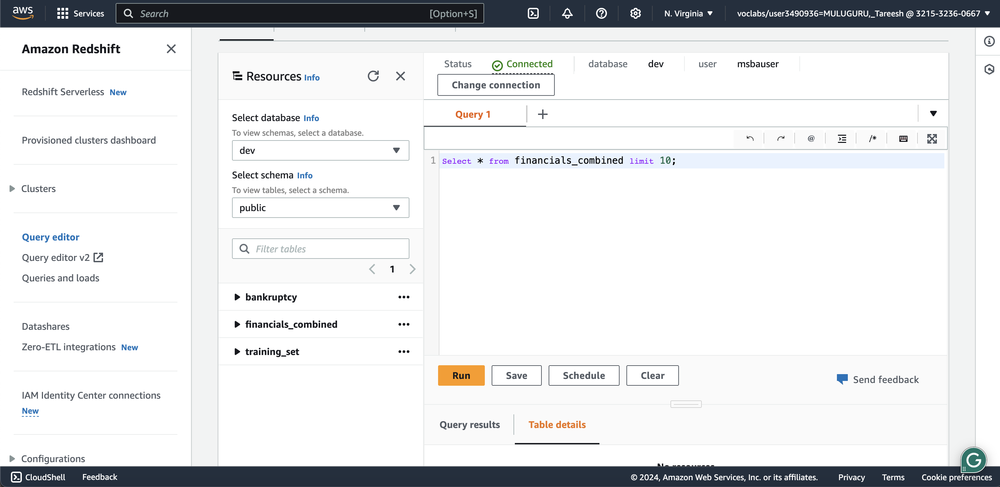 aws
Services
Search
[Option+S]
N. Virginia
voclabs/user3490936=MULUGURU,_Tareesh @ 3215-3236-0667
Amazon Redshift
Redshift Serverless New
Provisioned clusters dashboard
Clusters
Query editor
Query editor v2
Queries and loads
Datashares
Zero-ETL integrations New
IAM Identity Center connections
New
Configurations
Resources Info
Select database Info
To view schemas, select a database.
dev
Select schema Info
To view tables, select a schema.
public
Filter tables
1
bankruptcy
financials_combined
training_set
Status Connected database dev user msbauser
Change connection
Query 1
@ /*
1 Select * from financials_combined limit 10;
Run Save Schedule Clear
Send feedback
Query results Table details
No resources
CloudShell Feedback
© 2024, Amazon Web Services, Inc. or its affiliates. Privacy Terms Cookie preferences